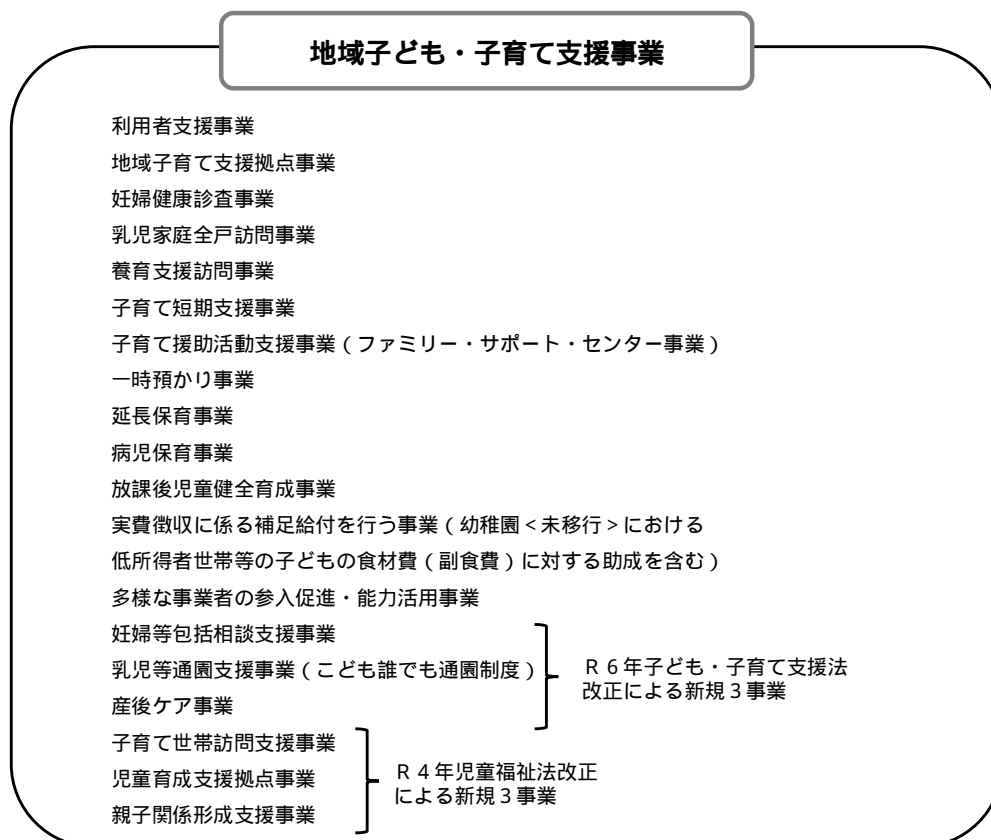 地域子ども・子育て支援事業
利用者支援事業
地域子育て支援拠点事業
妊婦健康診査事業
乳児家庭全戸訪問事業
養育支援訪問事業
子育て短期支援事業
子育て援助活動支援事業(ファミリー・サポート・センター事業)
一時預かり事業
延長保育事業
病児保育事業
放課後児童健全育成事業
実費徴収に係る補足給付を行う事業(幼稚園<未移行>における
低所得者世帯等の子どもの食材費(副食費)に対する助成を含む)
多様な事業者の参入促進・能力活用事業
妊婦等包括相談支援事業
乳児等通園支援事業(こども誰でも通園制度)
産後ケア事業
R6年子ども・子育て支援法
改正による新規3事業
子育て世帯訪問支援事業
児童育成支援拠点事業
親子関係形成支援事業
R4年児童福祉法改正
による新規3事業